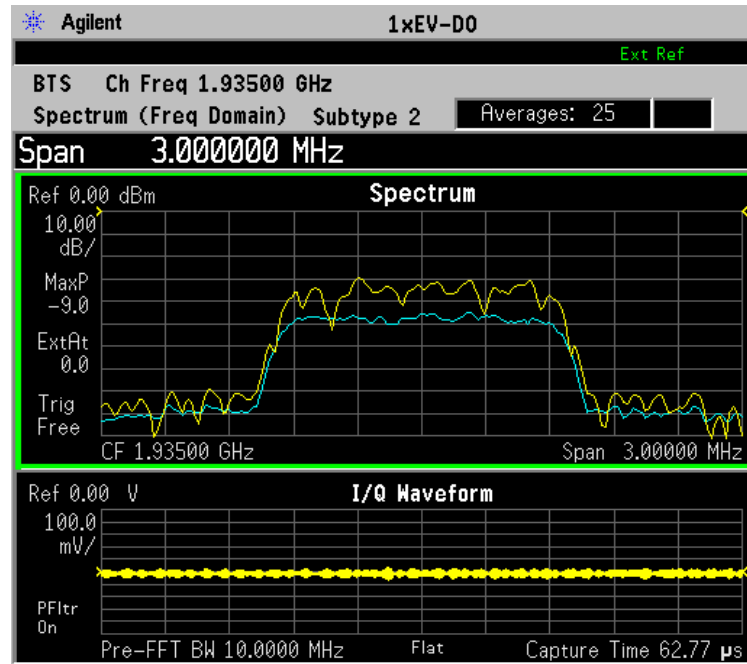 Agilent 1xEV-DO
Ext Ref
BTS Ch Freq 1.93500 GHz
Spectrum (Freq Domain) Subtype 2 Averages: 25
Span 3.000000 MHz
Ref 0.00 dBm Spectrum
10.00
dB/
MaxP
-9.0
ExtAt
0.0
Trig
Free
CF 1.93500 GHz Span 3.00000 MHz
Ref 0.00 V I/Q Waveform
100.0
mV/
PFltr
On
Pre-FFT BW 10.0000 MHz Flat Capture Time 62.77 µs